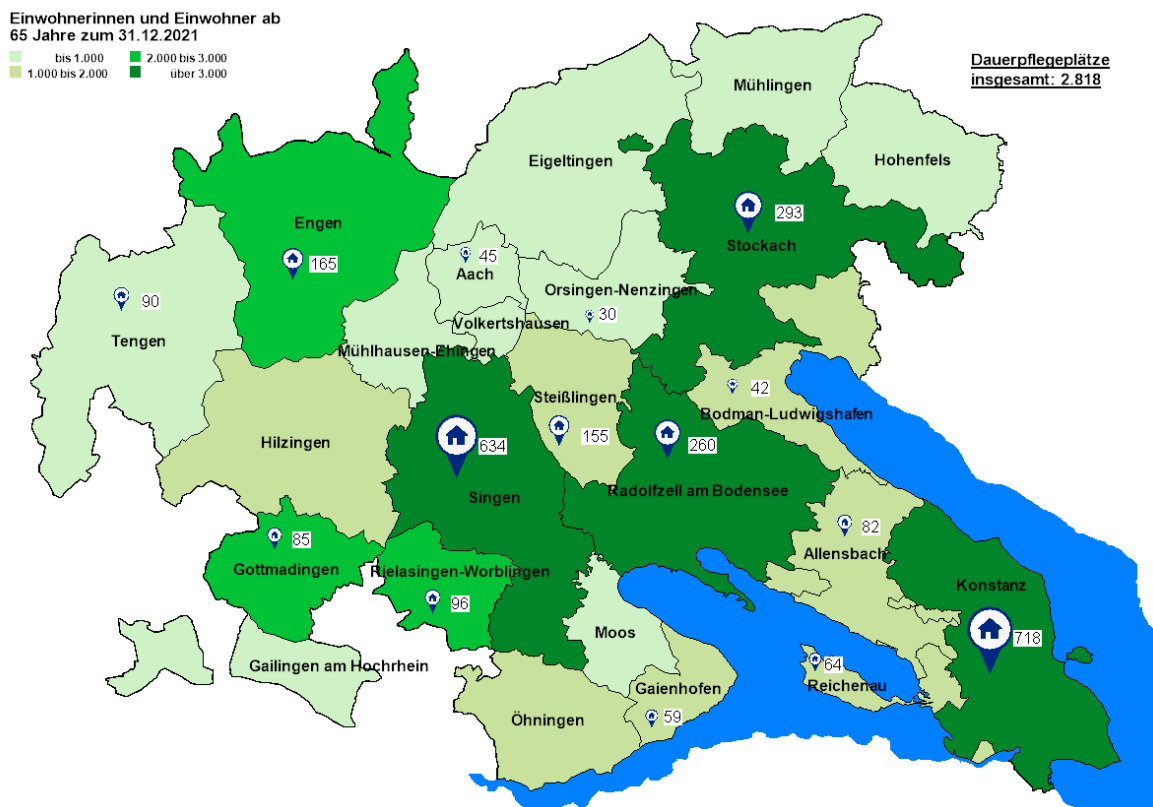 Einwohnerinnen und Einwohner ab
65 Jahre zum 31.12.2021
bis 1.000
2.000 bis 3.000
1.000 bis 2.000
über 3.000
Dauerpflegeplätze
insgesamt: 2.818
Mühlingen
Eigeltingen
Hohenfels
Engen
293
Stockach
165
45
Aach
90
Orsingen-Nenzingen
30
Volkertshausen
Tengen
Mühlhausen-Ehingen
42
Steißlingen
Bodman-Ludwigshafen
155
260
Hilzingen
634
Radolfzell am Bodensee
Singen
82
85
Allensbach
Gottmadingen
Rielasingen-Worblingen
Konstanz
96
Moos
718
Gailingen am Hochrhein
64
Reichenau
Gaienhofen
59
Öhningen